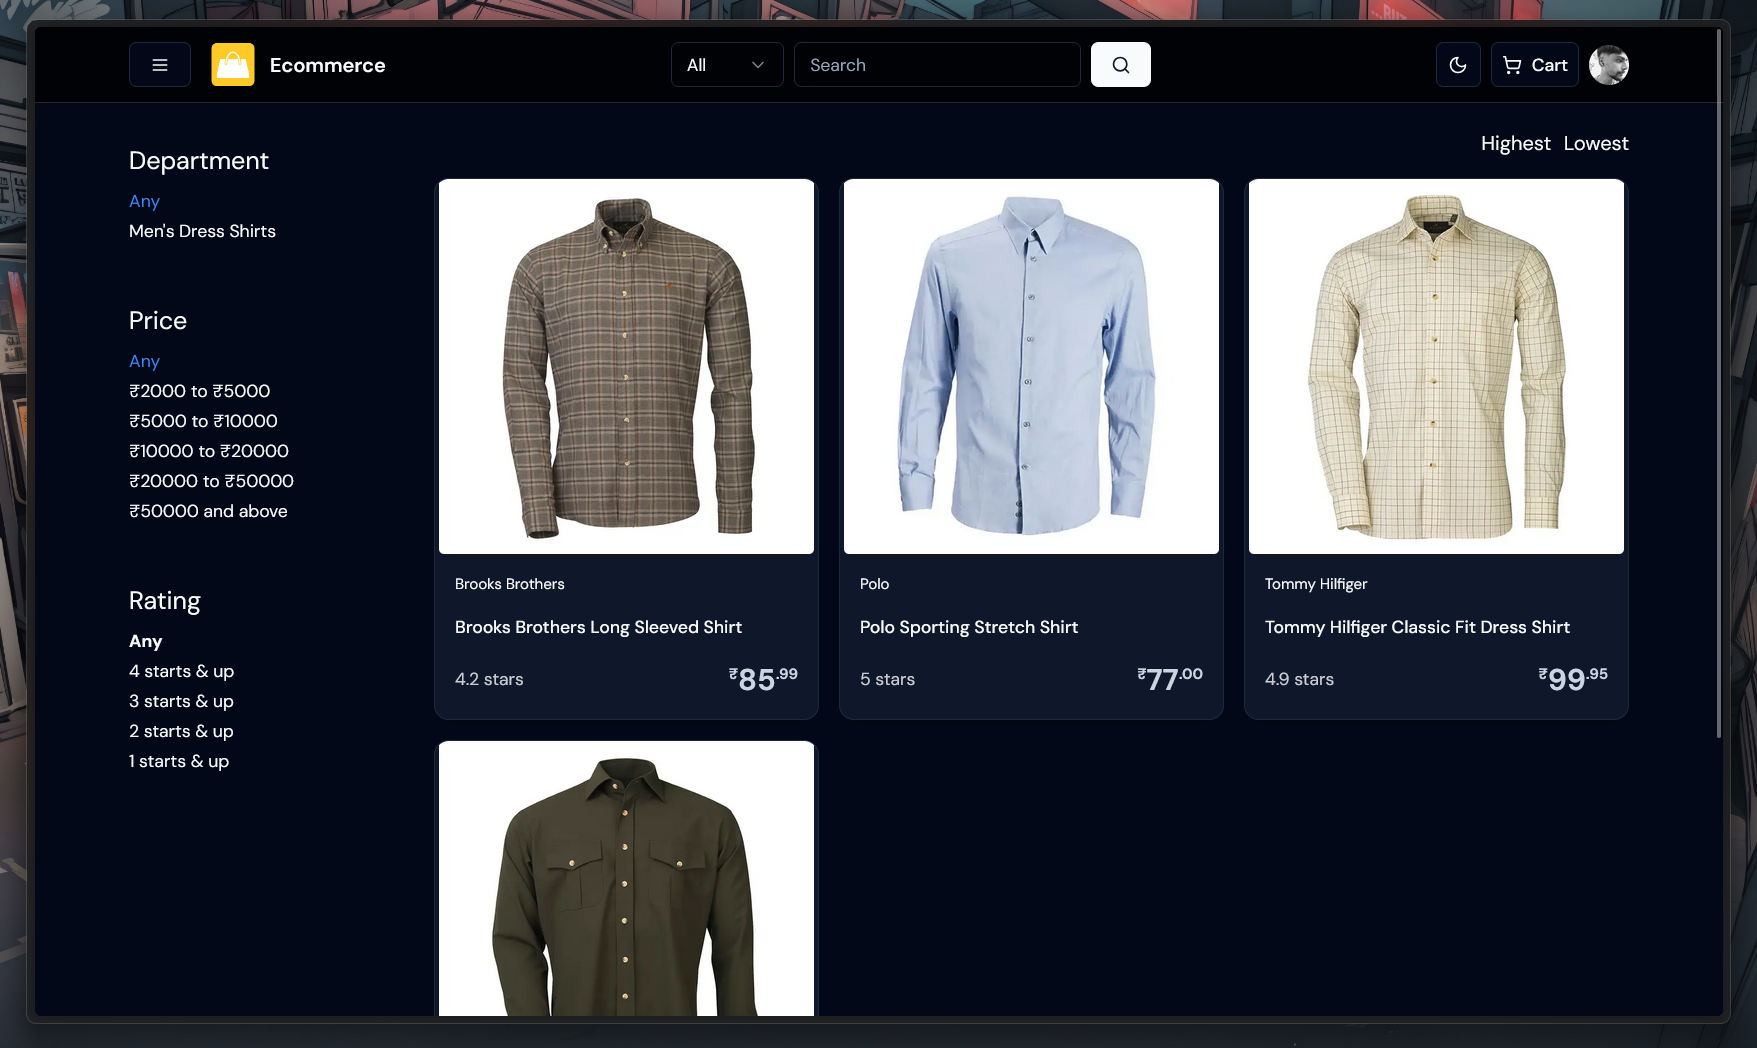 Ecommerce
All
Search
Cart
Highest Lowest
Department
Any
Men's Dress Shirts
Price
Any
₹2000 to ₹5000
₹5000 to ₹10000
₹10000 to ₹20000
₹20000 to ₹50000
₹50000 and above
Rating
Any
4 starts & up
3 starts & up
2 starts & up
1 starts & up
Brooks Brothers
Brooks Brothers Long Sleeved Shirt
4.2 stars
₹85.99
Polo
Polo Sporting Stretch Shirt
5 stars
₹77.00
Tommy Hilfiger
Tommy Hilfiger Classic Fit Dress Shirt
4.9 stars
₹99.95